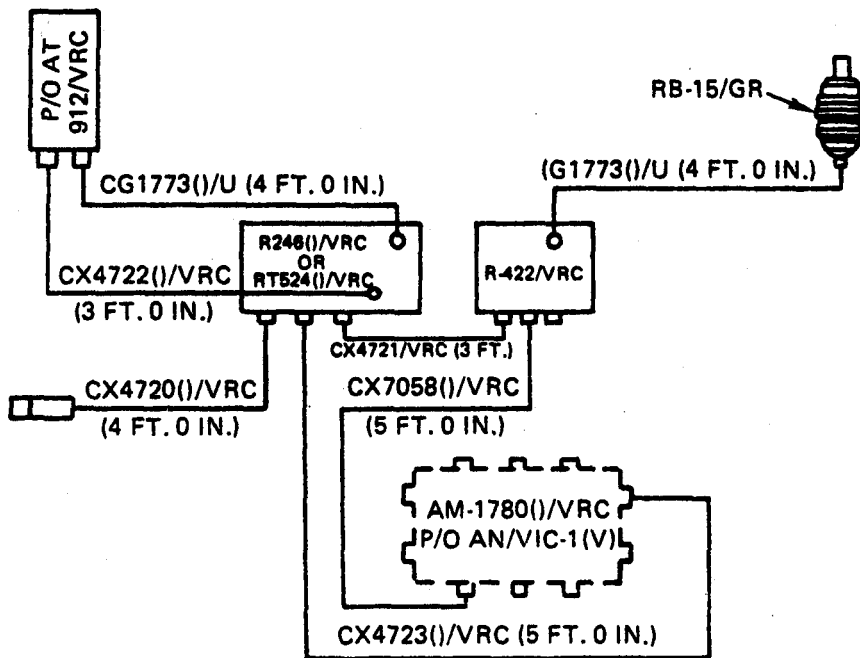 P/O AT
912/VRC
RB-15/GR
CG1773()/U (4 FT. 0 IN.)
(G1773()/U (4 FT. 0 IN.)
R246()/VRC
OR
RT524()/VRC
R-422/VRC
CX4722()/VRC
(3 FT. 0 IN.)
CX4721/VRC (3 FT.)
CX4720()/VRC
(4 FT. 0 IN.)
CX7058()/VRC
(5 FT. 0 IN.)
AM-1780()/VRC
P/O AN/VIC-1(V)
CX4723()/VRC (5 FT. 0 IN.)